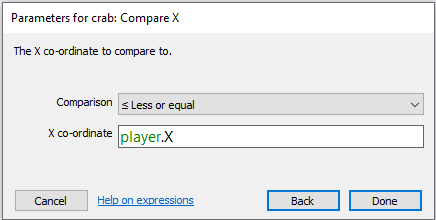 Parameters for crab: Compare X
The X co-ordinate to compare to.
Comparison ≤ Less or equal
X co-ordinate player.X
Cancel Help on expressions Back Done